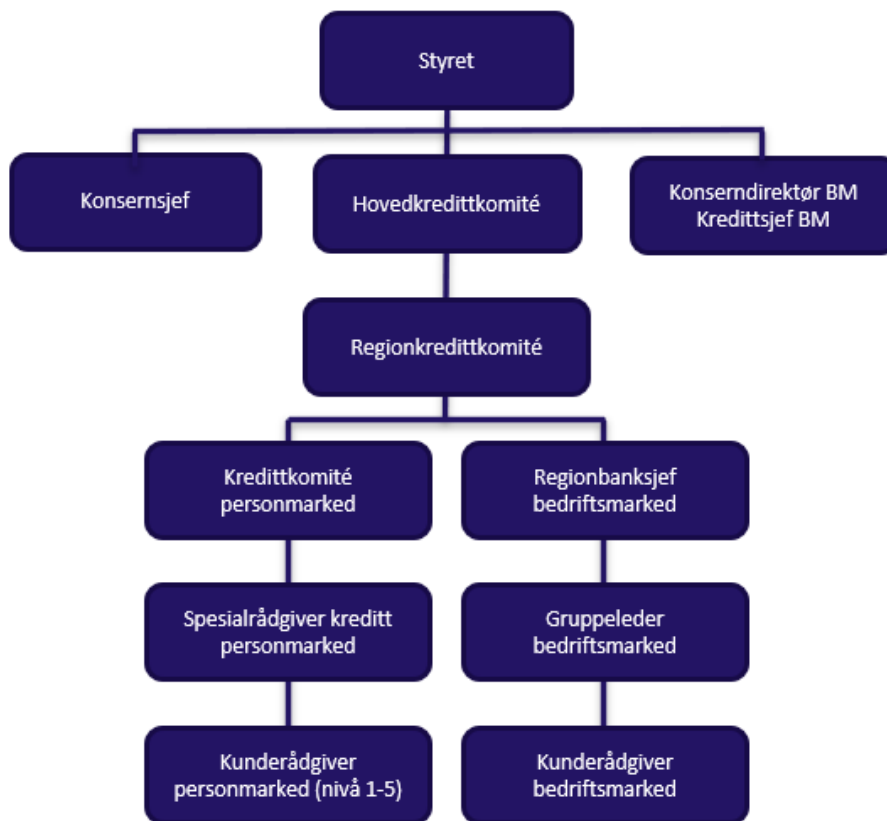 Styret
Konsernsjef
Hovedkredittkomité
Konserndirektør BM
Kredittsjef BM
Regionkredittkomité
Kredittkomité
personmarked
Regionbanksjef
bedriftsmarked
Spesialrådgiver kreditt
personmarked
Gruppeleder
bedriftsmarked
Kunderådgiver
personmarked (nivå 1-5)
Kunderådgiver
bedriftsmarked